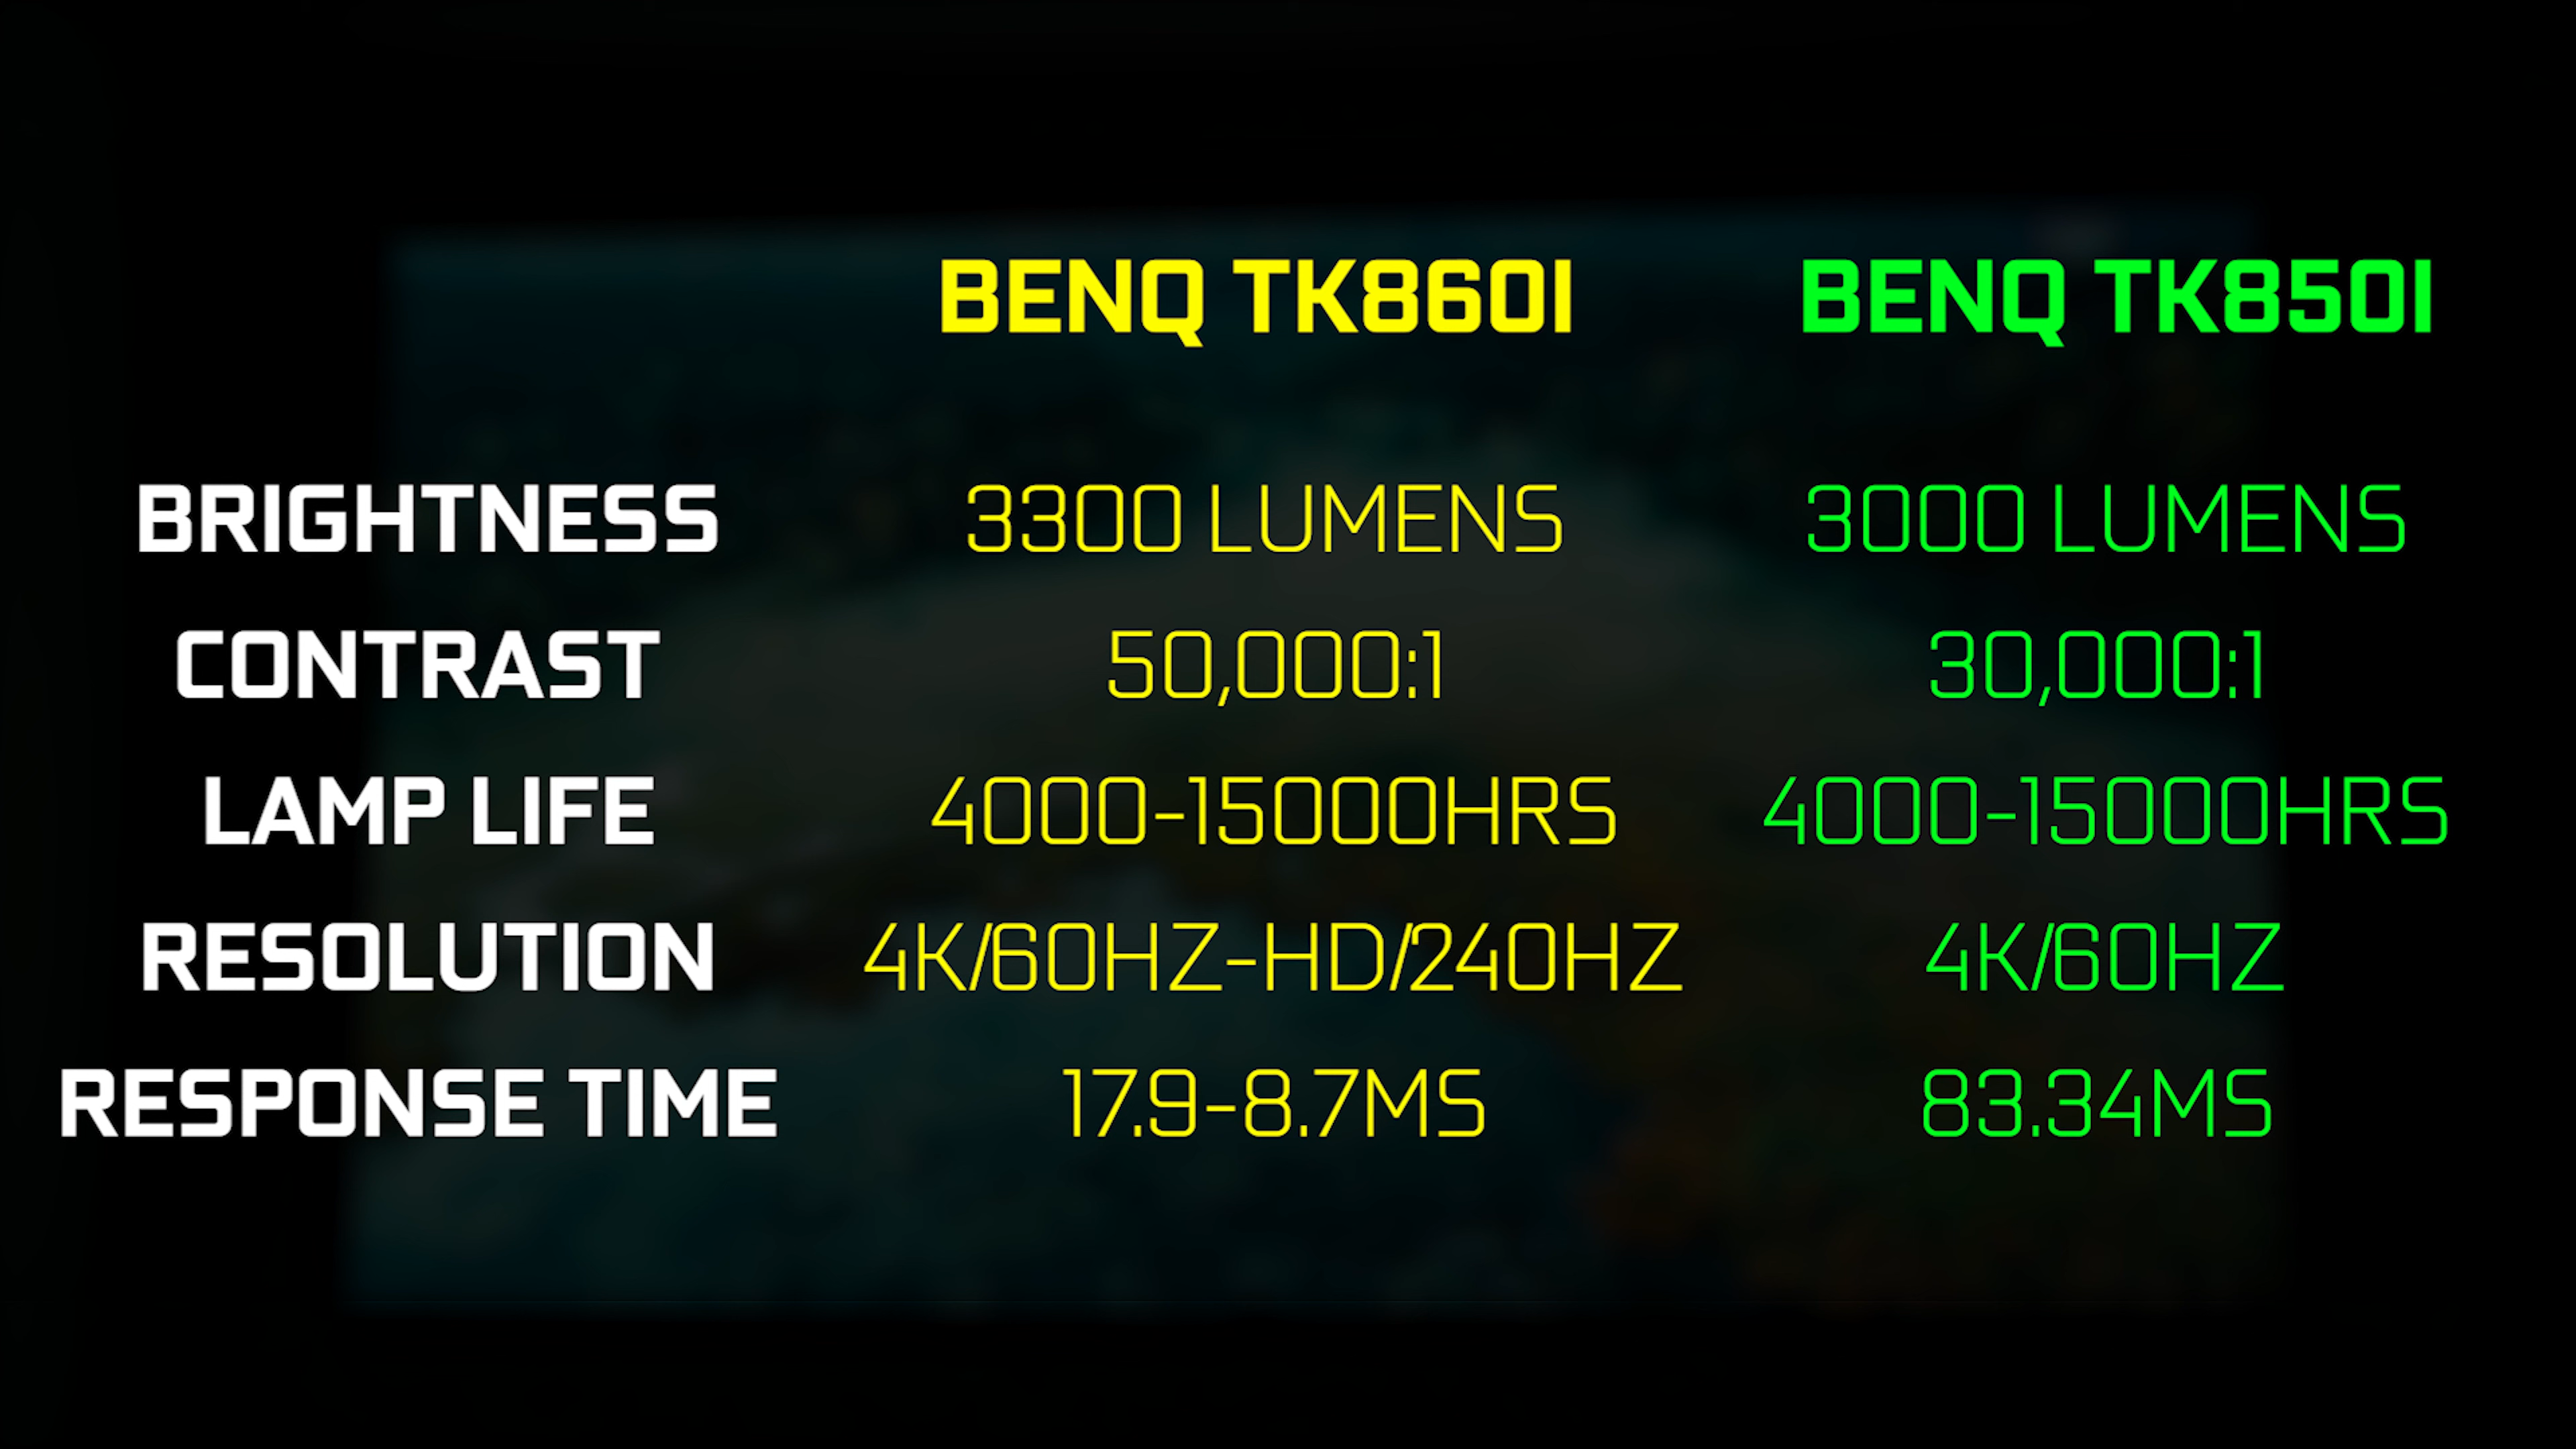 BENQ TK860I BENQ TK850I
BRIGHTNESS 3300 LUMENS 3000 LUMENS
CONTRAST 50,000:1 30,000:1
LAMP LIFE 4000-15000HRS 4000-15000HRS
RESOLUTION 4K/60HZ-HD/240HZ 4K/60HZ
RESPONSE TIME 17.9-8.7MS 83.34MS